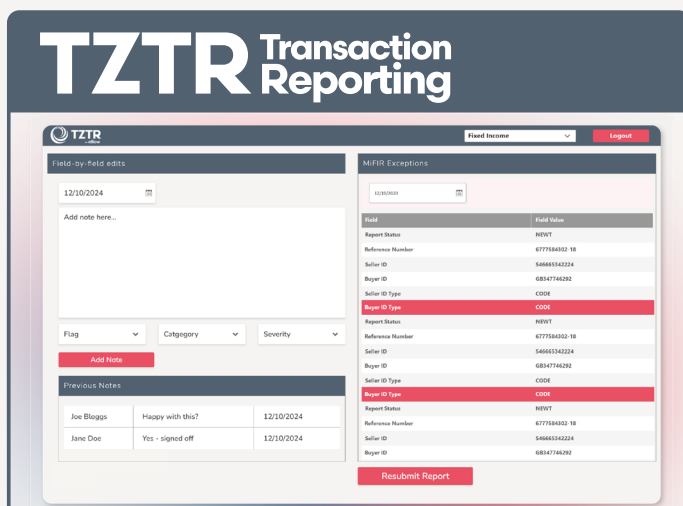 TZTR Transaction
Reporting
TZTR
Fixed Income
Logout
Field-by-field edits
12/10/2024
Add note here...
Flag
Catgegory
Severity
Add Note
Previous Notes
Joe Bloggs Happy with this? 12/10/2024
Jane Doe Yes - signed off 12/10/2024
MiFIR Exceptions
Field Field Value
Report Status NEWT
Reference Number 6777584302-18
Seller ID 546665342224
Buyer ID GB347746292
Seller ID Type CODE
Buyer ID Type CODE
Report Status NEWT
Reference Number 6777584302-18
Seller ID 546665342224
Buyer ID GB347746292
Seller ID Type CODE
Buyer ID Type CODE
Report Status NEWT
Reference Number 6777584302-18
Seller ID 546665342224
Buyer ID GB347746292
Resubmit Report